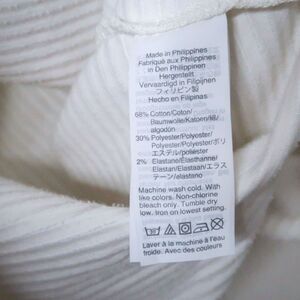 Made in Philippines
Fabriqué aux Philippines
in Den Philippinen
Hergestellt
Vervaardigd in Filipijnen
フィリピン製
Hecho en Filipinas
68% Cotton/Coton/
Baumwolle/Katoen/綿/
algodón
30% Polyester/Polyester/
Polyester/Polyester/ポリ
エステル/poliéster
2% Elastane/Élasthanne/
Elastan/Elastaan/エラス
テーン/elastano
Machine wash cold. With
like colors. Non-chlorine
bleach only. Tumble dry
low. Iron on lowest setting.
Laver à la machine à l'eau
froide. Avec des couleurs